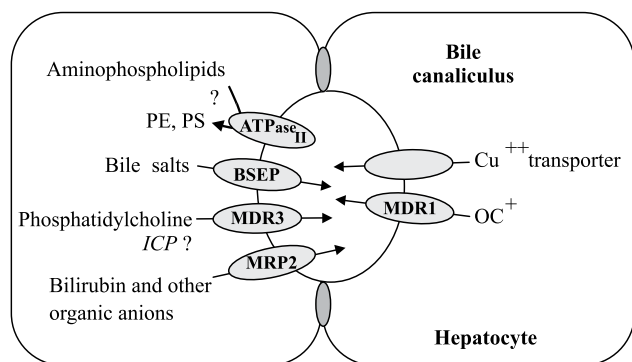 Bile
canaliculus
Aminophospholipids
?
PE, PS
ATPase II
Bile salts
BSEP
Phosphatidylcholine
MDR3
ICP ?
MRP2
Bilirubin and other
organic anions
Cu ++ transporter
MDR1
OC +
Hepatocyte